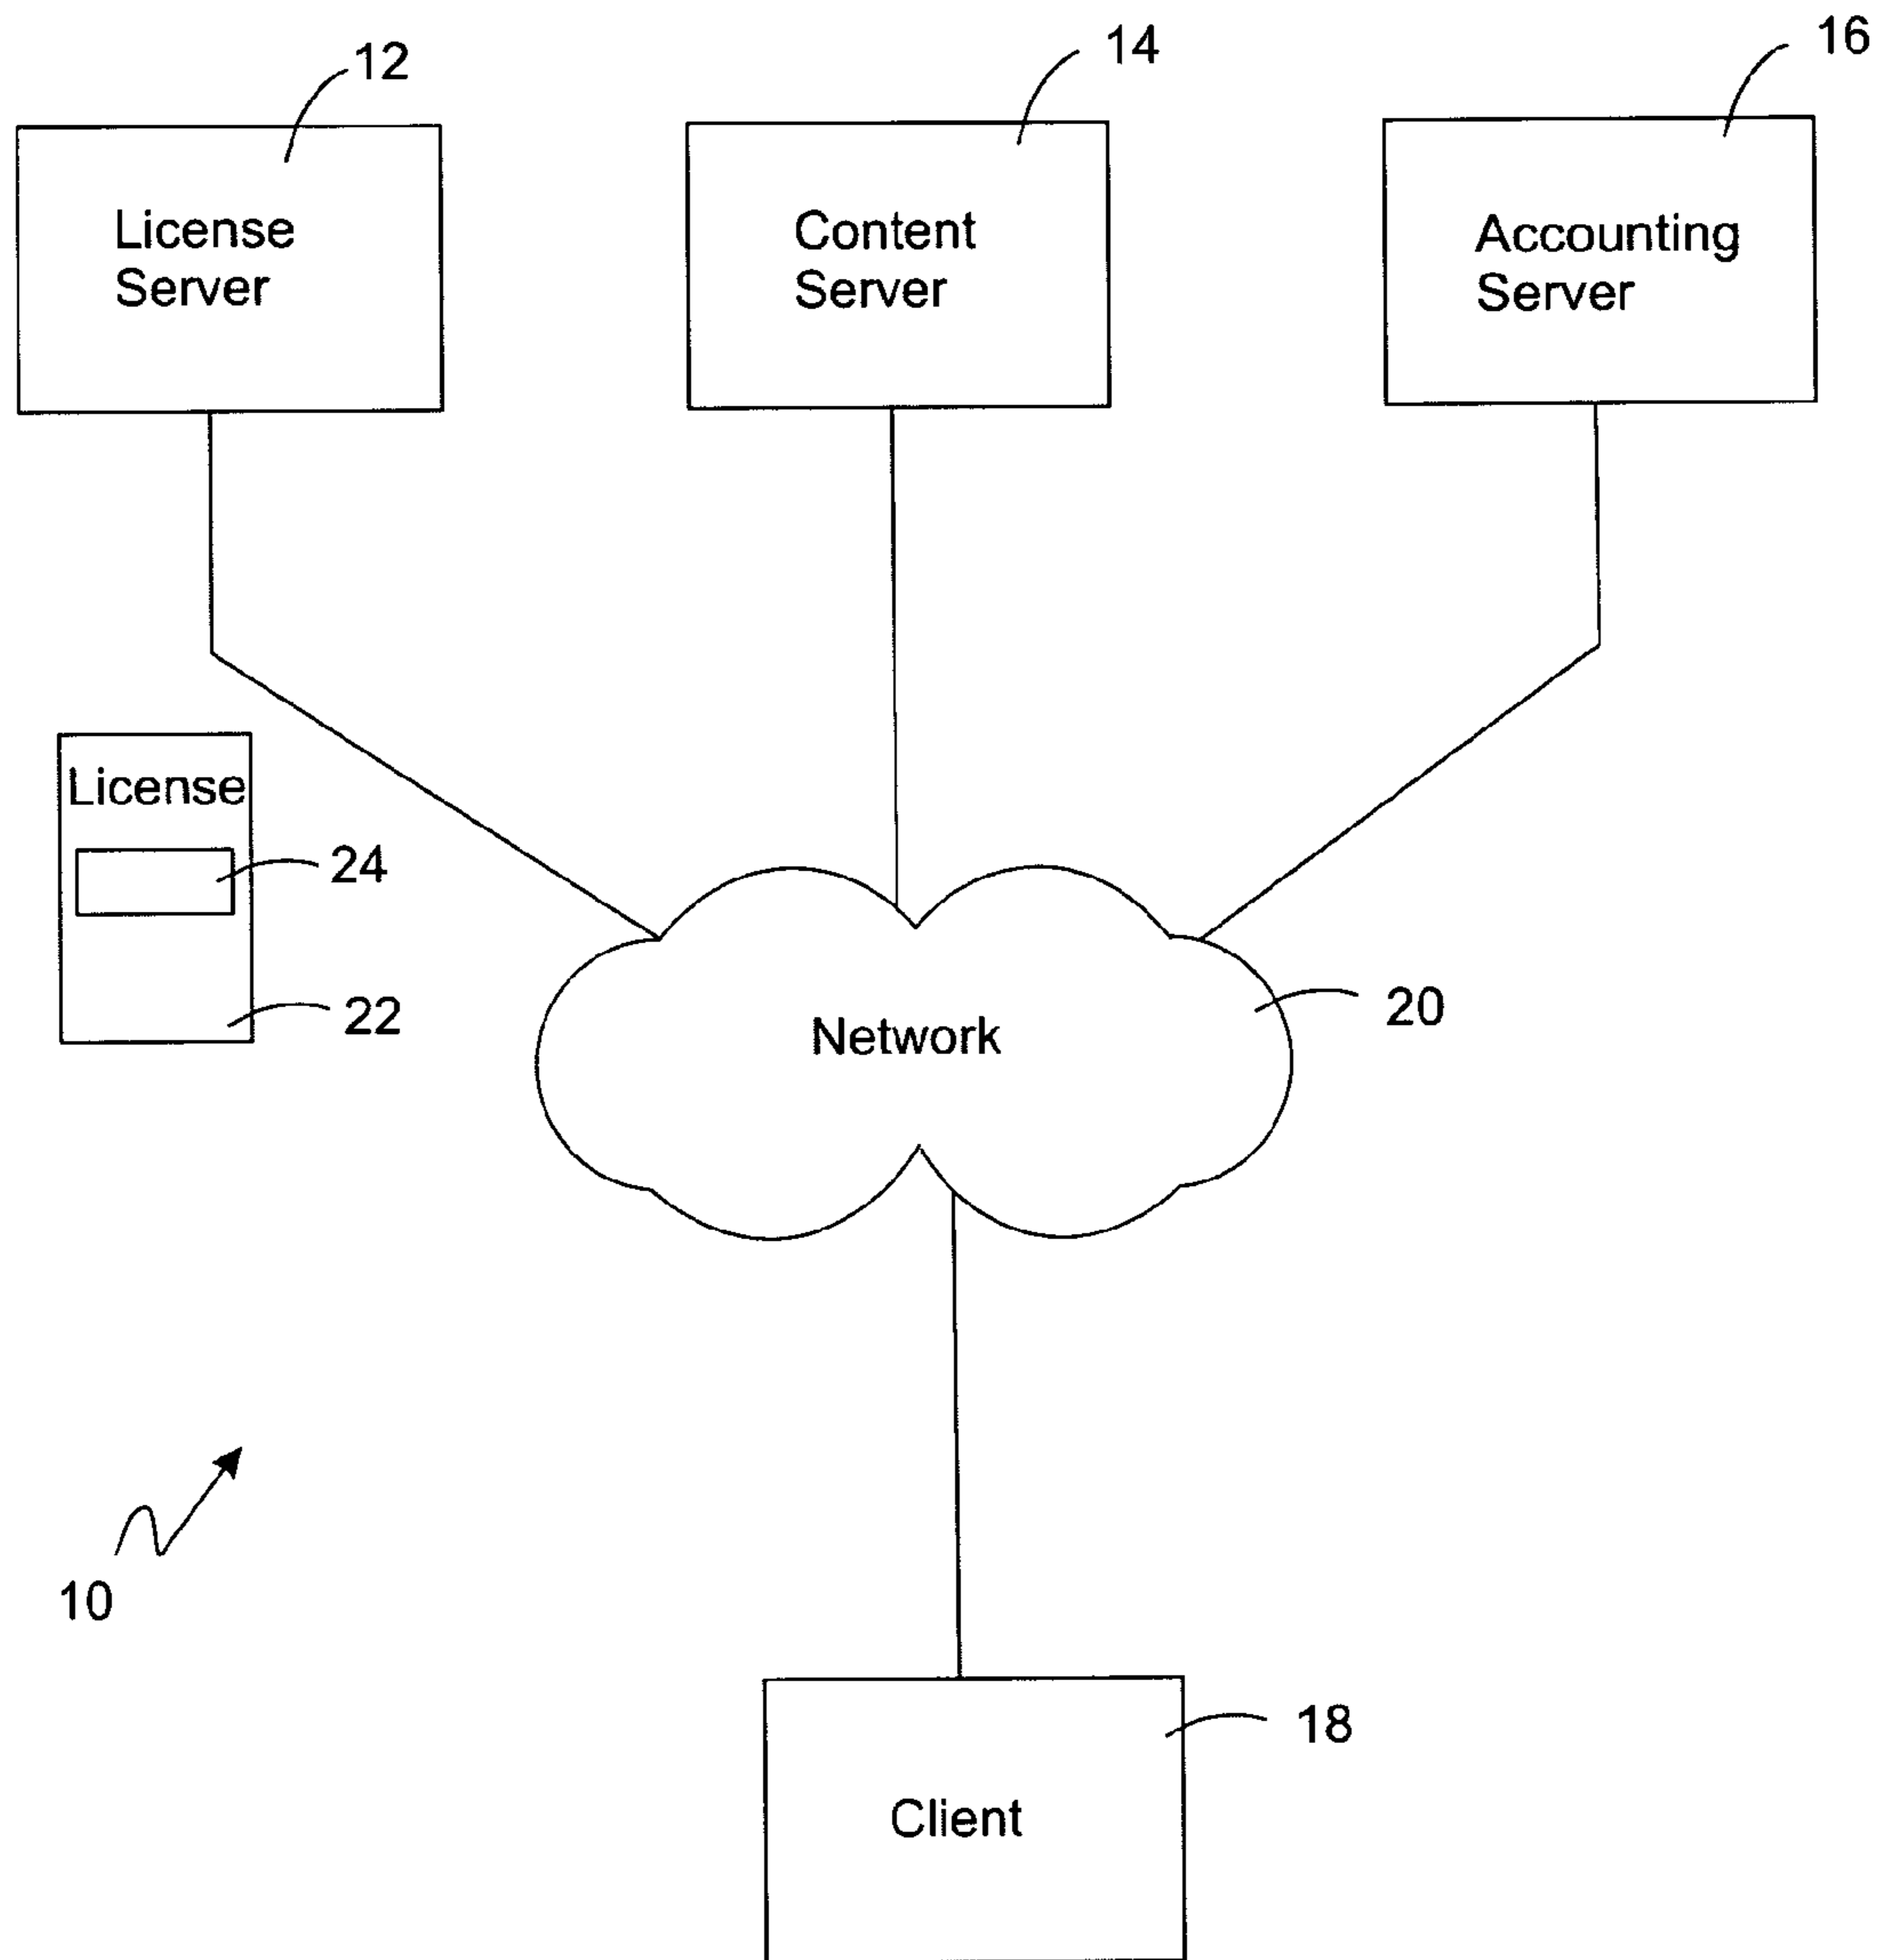 12
14
16
License
Server
Content
Server
Accounting
Server
License
24
22
Network
20
10
18
Client